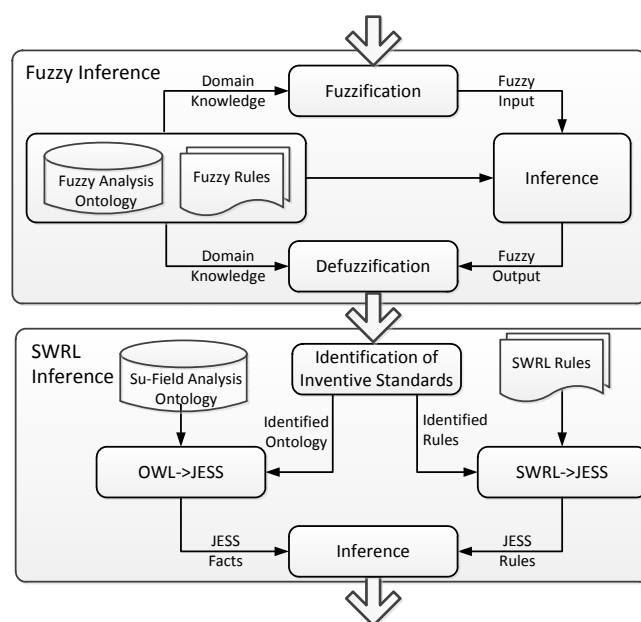 Fuzzy Inference
Domain
Knowledge
Fuzzification
Fuzzy
Input
Fuzzy Analysis
Ontology
Fuzzy Rules
Inference
Domain
Knowledge
Defuzzification
Fuzzy
Output
SWRL
Inference
Su-Field Analysis
Ontology
Identification of
Inventive Standards
SWRL Rules
Identified
Ontology
Identified
Rules
OWL->JESS
SWRL->JESS
JESS
Facts
Inference
JESS
Rules